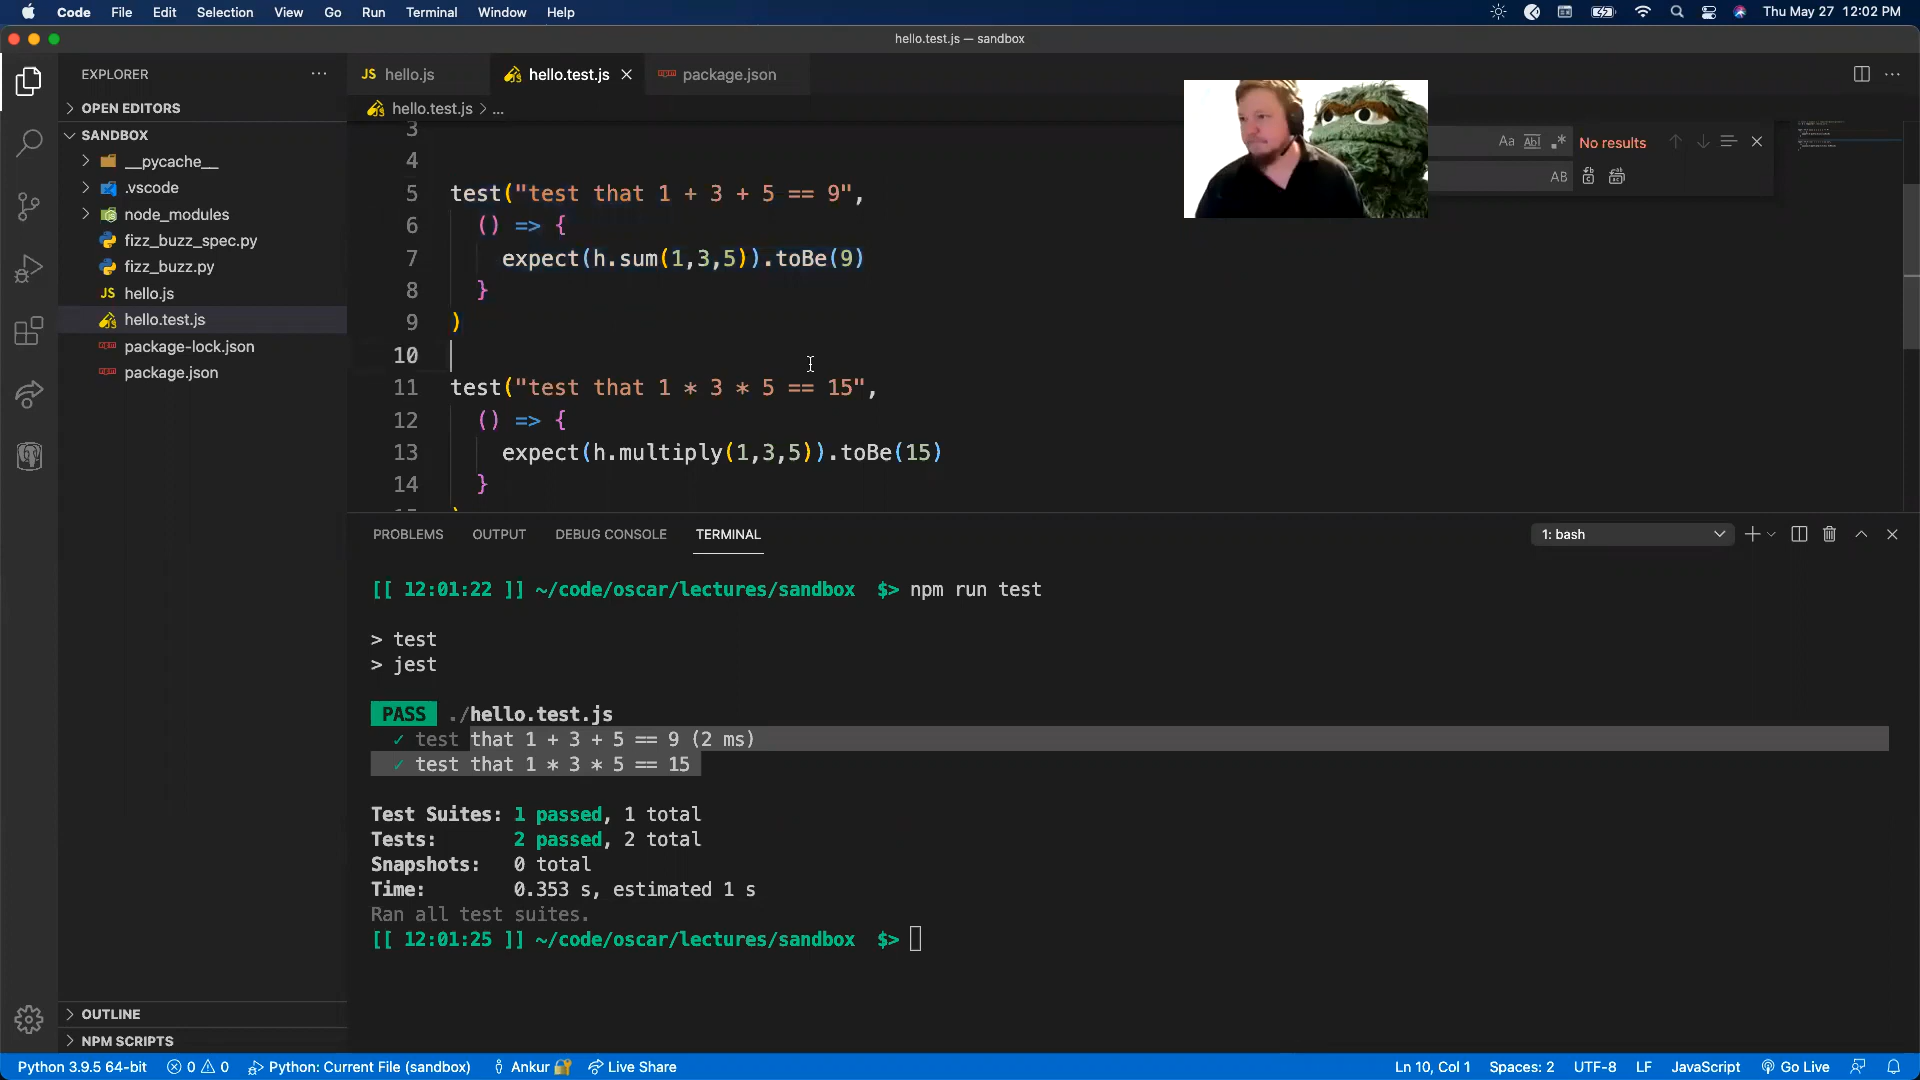 Code File Edit Selection View Go Run Terminal Window Help
Thu May 27 12:02 PM
hello.test.js — sandbox
EXPLORER
OPEN EDITORS
SANDBOX
__pycache__
.vscode
node_modules
fizz_buzz_spec.py
fizz_buzz.py
JS hello.js
hello.test.js
package-lock.json
package.json
OUTLINE
NPM SCRIPTS
JS hello.js
hello.test.js
package.json
hello.test.js > ...
Aa Abl .* No results
AB
3
4
5 test("test that 1 + 3 + 5 == 9",
6 () => {
7 expect(h.sum(1,3,5)).toBe(9)
8 }
9 )
10
11 test("test that 1 * 3 * 5 == 15",
12 () => {
13 expect(h.multiply(1,3,5)).toBe(15)
14 }
PROBLEMS OUTPUT DEBUG CONSOLE TERMINAL
1: bash
[[ 12:01:22 ]] ~/code/oscar/lectures/sandbox $> npm run test
> test
> jest
PASS ./hello.test.js
✓ test that 1 + 3 + 5 == 9 (2 ms)
✓ test that 1 * 3 * 5 == 15
Test Suites: 1 passed, 1 total
Tests: 2 passed, 2 total
Snapshots: 0 total
Time: 0.353 s, estimated 1 s
Ran all test suites.
[[ 12:01:25 ]] ~/code/oscar/lectures/sandbox $>
Python 3.9.5 64-bit 0 0 Python: Current File (sandbox) Ankur Live Share
Ln 10, Col 1 Spaces: 2 UTF-8 LF JavaScript Go Live